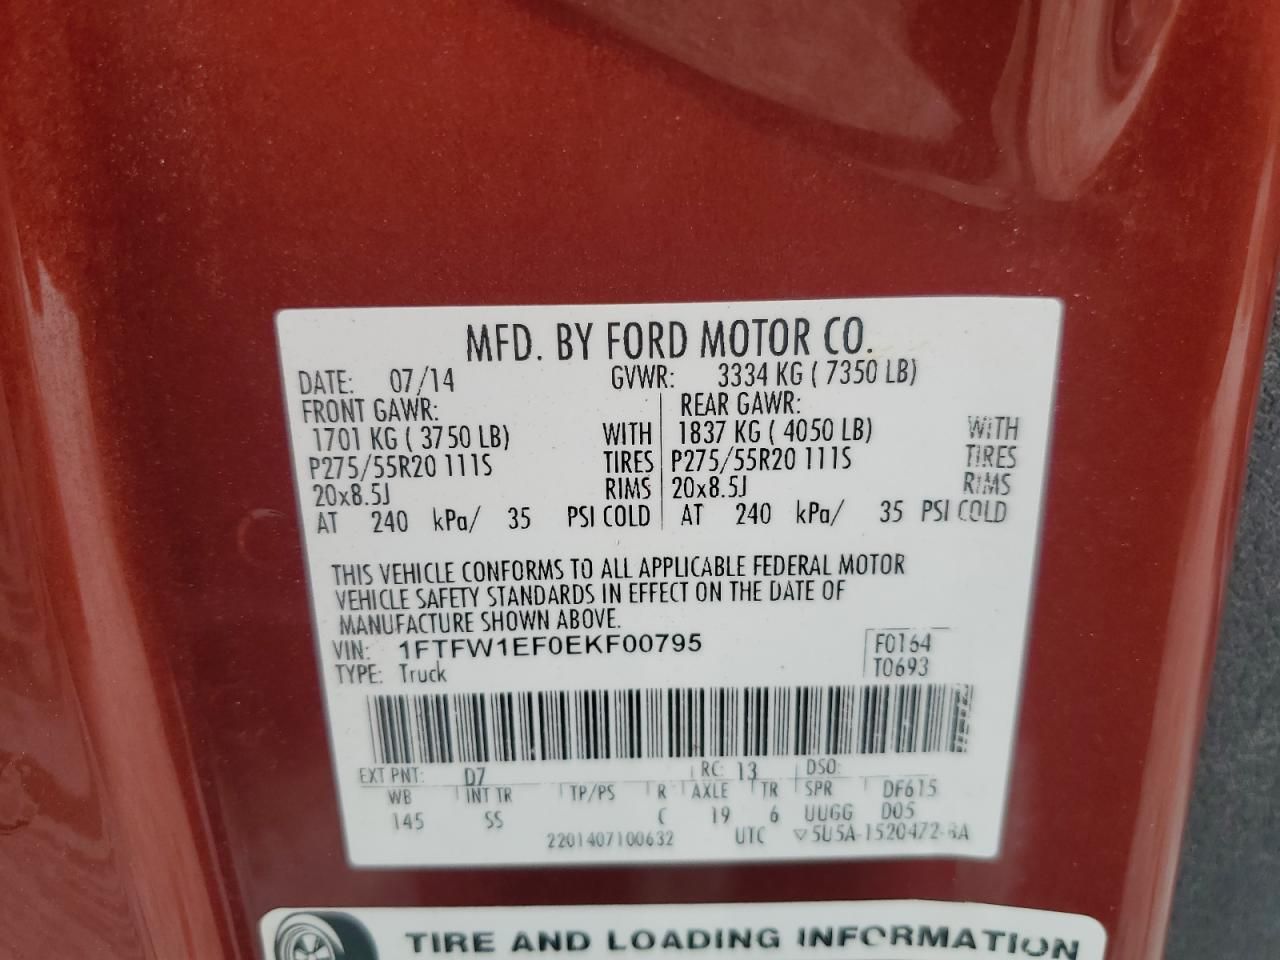 MFD. BY FORD MOTOR CO.
DATE: 07/14 GVWR: 3334 KG ( 7350 LB)
FRONT GAWR: REAR GAWR:
1701 KG ( 3750 LB) WITH 1837 KG ( 4050 LB) WITH
P275/55R20 111S TIRES P275/55R20 111S TIRES
20x8.5J RIMS 20x8.5J RIMS
AT 240 kPa/ 35 PSI COLD AT 240 kPa/ 35 PSI COLD
THIS VEHICLE CONFORMS TO ALL APPLICABLE FEDERAL MOTOR
VEHICLE SAFETY STANDARDS IN EFFECT ON THE DATE OF
MANUFACTURE SHOWN ABOVE.
VIN: 1FTFW1EF0EKF00795 F0164
TYPE: Truck T0693
EXT PNT: D7 RC: 13 DSO:
WB INT TR TP/PS R AXLE TR SPR DF615
145 SS C 19 6 UUGG D05
2201407100632 UTC ▽5U5A-1520472-BA
TIRE AND LOADING INFORMATION